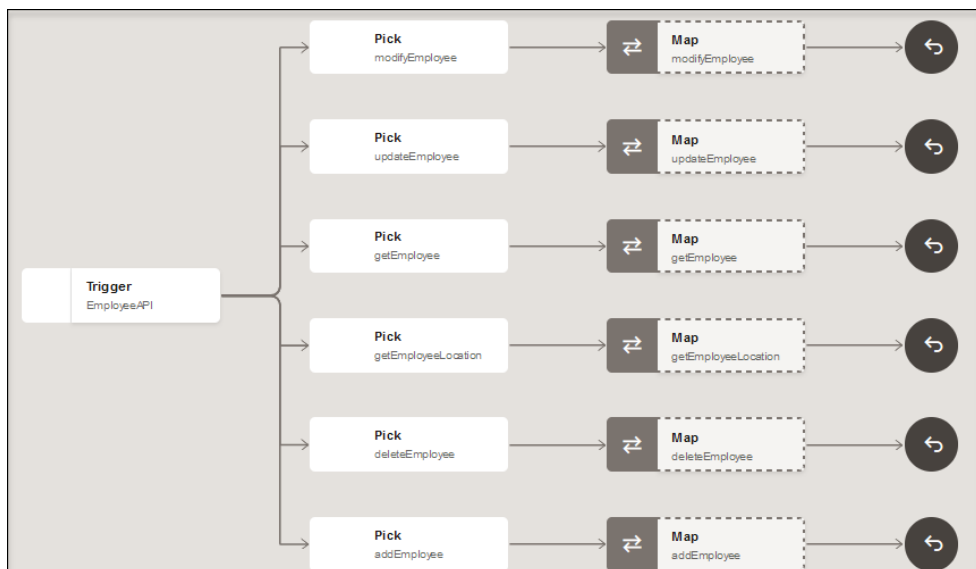 Pick
modifyEmployee
Map
modifyEmployee
Pick
updateEmployee
Map
updateEmployee
Pick
getEmployee
Map
getEmployee
Trigger
EmployeeAPI
Pick
getEmployeeLocation
Map
getEmployeeLocation
Pick
deleteEmployee
Map
deleteEmployee
Pick
addEmployee
Map
addEmployee